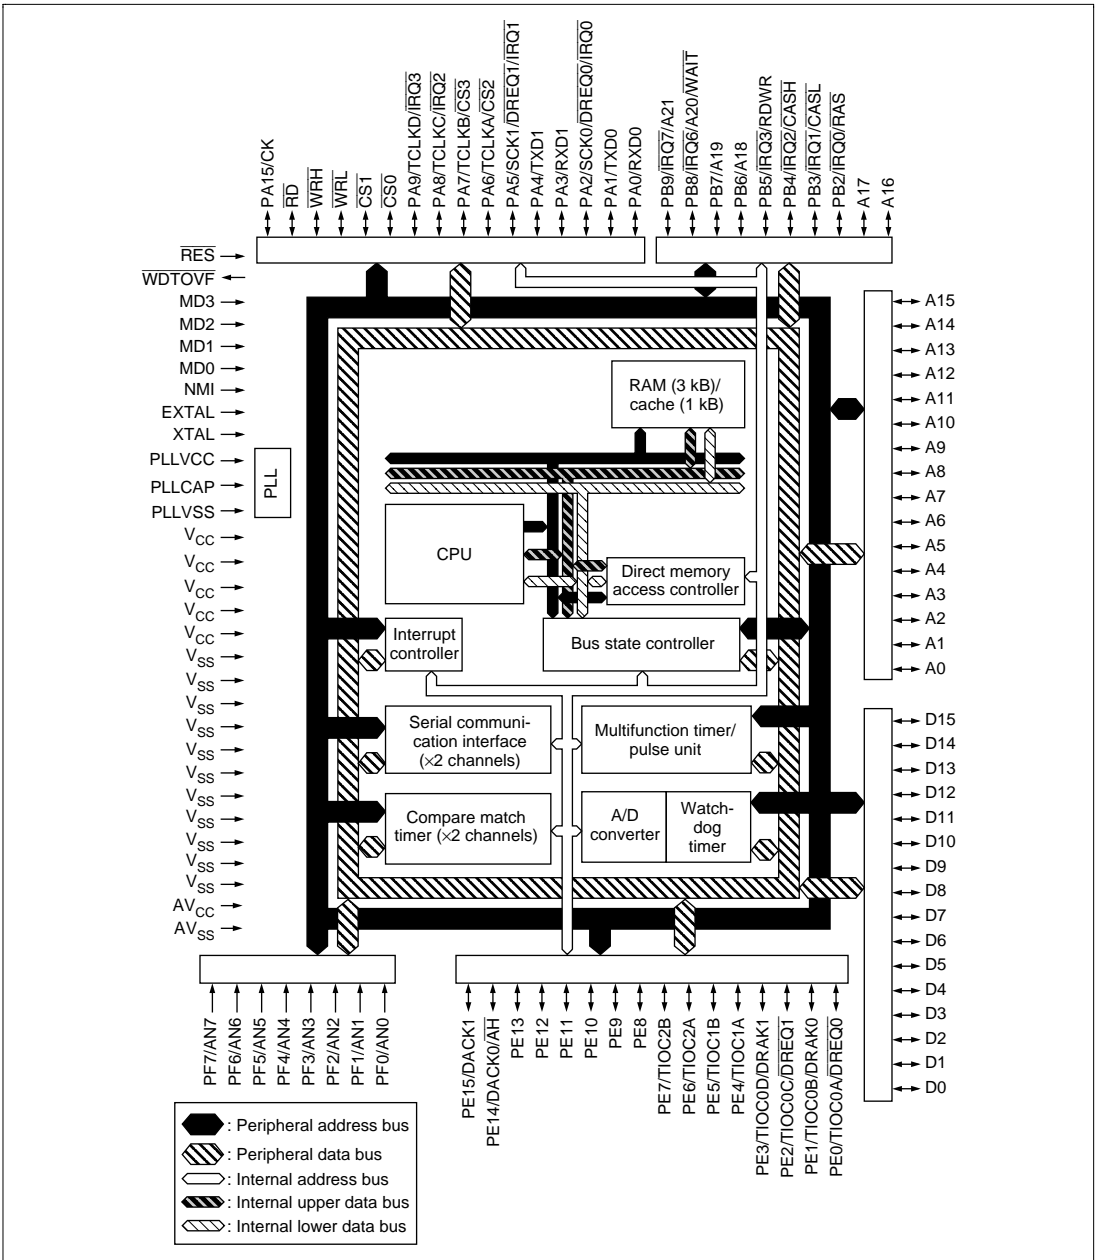 PA15/CK
RD
WRH
WRL
CS1
CS0
PA9/TCLKD/IRQ3
PA8/TCLKC/IRQ2
PA7/TCLKB/CS3
PA6/TCLKA/CS2
PA5/SCK1/DREQ1/IRQ1
PA4/TXD1
PA3/RXD1
PA2/SCK0/DREQ0/IRQ0
PA1/TXD0
PA0/RXD0
PB9/IRQ7/A21
PB8/IRQ6/A20/WAIT
PB7/A19
PB6/A18
PB5/IRQ3/RDWR
PB4/IRQ2/CASH
PB3/IRQ1/CASL
PB2/IRQ0/RAS
A17
A16
RES
WDTOVF
MD3
MD2
MD1
MD0
NMI
EXTAL
XTAL
PLLVCC
PLLCAP
PLLVSS
VCC
VCC
VCC
VCC
VCC
VSS
VSS
VSS
VSS
VSS
VSS
VSS
VSS
VSS
VSS
VSS
AVCC
AVSS
PLL
RAM (3 kB)/
cache (1 kB)
CPU
Direct memory
access controller
Interrupt
controller
Bus state controller
Serial communi-
cation interface
(×2 channels)
Multifunction timer/
pulse unit
Compare match
timer (×2 channels)
A/D
converter
Watch-
dog
timer
A15
A14
A13
A12
A11
A10
A9
A8
A7
A6
A5
A4
A3
A2
A1
A0
D15
D14
D13
D12
D11
D10
D9
D8
D7
D6
D5
D4
D3
D2
D1
D0
PF7/AN7
PF6/AN6
PF5/AN5
PF4/AN4
PF3/AN3
PF2/AN2
PF1/AN1
PF0/AN0
PE15/DACK1
PE14/DACK0/AH
PE13
PE12
PE11
PE10
PE9
PE8
PE7/TIOC2B
PE6/TIOC2A
PE5/TIOC1B
PE4/TIOC1A
PE3/TIOC0D/DRAK1
PE2/TIOC0C/DREQ1
PE1/TIOC0B/DRAK0
PE0/TIOC0A/DREQ0
: Peripheral address bus
: Peripheral data bus
: Internal address bus
: Internal upper data bus
: Internal lower data bus